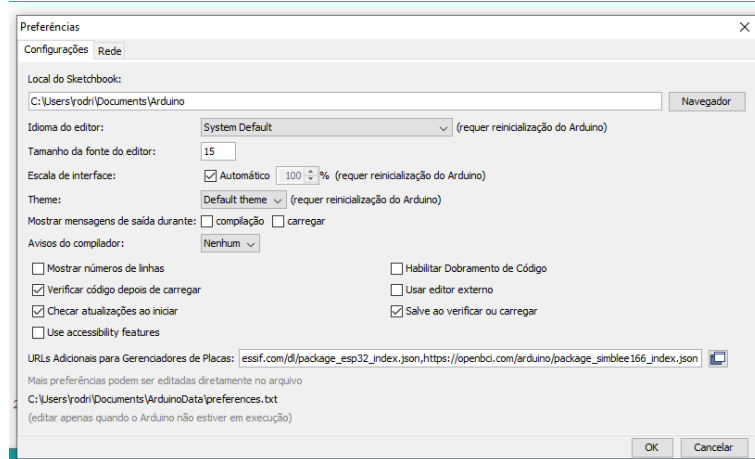 Preferências
Configurações Rede
Local do Sketchbook:
C:\Users\rodri\Documents\Arduino Navegador
Idioma do editor: System Default (requer reinicialização do Arduino)
Tamanho da fonte do editor: 15
Escala de interface: Automático 100 % (requer reinicialização do Arduino)
Theme: Default theme (requer reinicialização do Arduino)
Mostrar mensagens de saída durante: compilação carregar
Avisos do compilador: Nenhum
Mostrar números de linhas Habilitar Dobramento de Código
Verificar código depois de carregar Usar editor externo
Checar atualizações ao iniciar Salve ao verificar ou carregar
Use accessibility features
URLs Adicionais para Gerenciadores de Placas: essif.com/dl/package_esp32_index.json,https://openbci.com/arduino/package_simblee166_index.json
Mais preferências podem ser editadas diretamente no arquivo
C:\Users\rodri\Documents\ArduinoData\preferences.txt
(editar apenas quando o Arduino não estiver em execução)
OK Cancelar